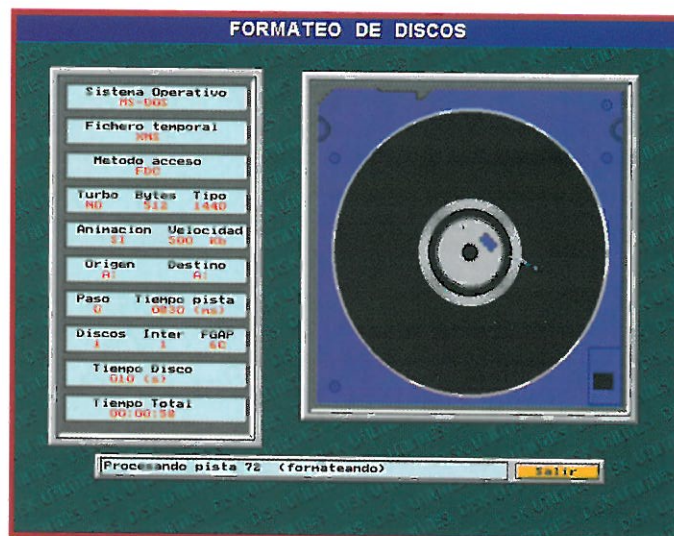 FORMATEO DE DISCOS
Sistema Operativo
MS-DOS
Fichero temporal
XMS
Metodo acceso
FDC
Turbo Bytes Tipo
NO 512 1440
Animacion Velocidad
SI 500 Kb
Origen Destino
A: A:
Paso Tiempo pista
0 0030 (ms)
Discos Inter FGAP
1 1 6C
Tiempo Disco
010 (s)
Tiempo Total
00:00:58
Procesando pista 72 (formateando)
Salir